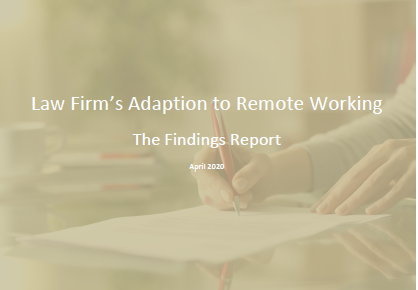 Law Firm’s Adaption to Remote Working
The Findings Report
April 2020